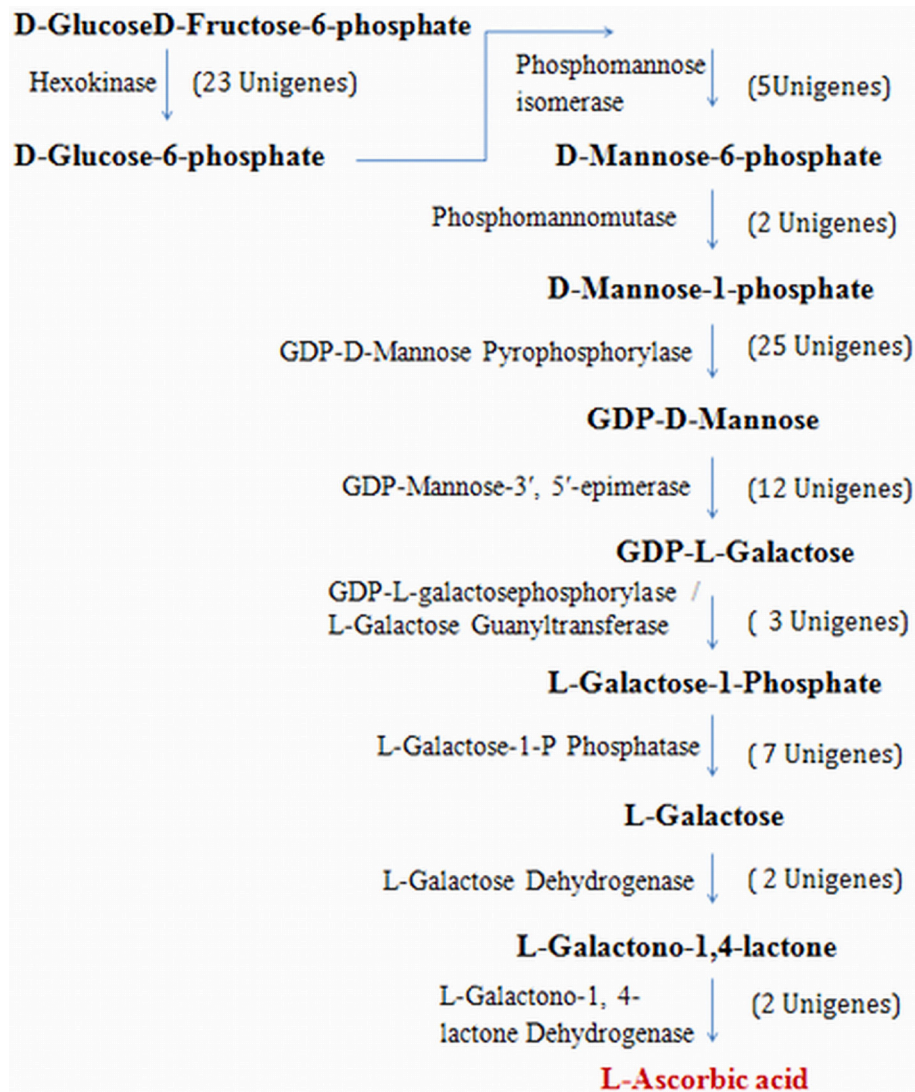 D-GlucoseD-Fructose-6-phosphate
Hexokinase (23 Unigenes)
Phosphomannose
isomerase
(5Unigenes)
D-Glucose-6-phosphate
D-Mannose-6-phosphate
Phosphomannomutase (2 Unigenes)
D-Mannose-1-phosphate
GDP-D-Mannose Pyrophosphorylase (25 Unigenes)
GDP-D-Mannose
GDP-Mannose-3′, 5′-epimerase (12 Unigenes)
GDP-L-Galactose
GDP-L-galactosephosphorylase /
L-Galactose Guanyltransferase
( 3 Unigenes)
L-Galactose-1-Phosphate
L-Galactose-1-P Phosphatase (7 Unigenes)
L-Galactose
L-Galactose Dehydrogenase ( 2 Unigenes)
L-Galactono-1,4-lactone
L-Galactono-1, 4-
lactone Dehydrogenase
(2 Unigenes)
L-Ascorbic acid